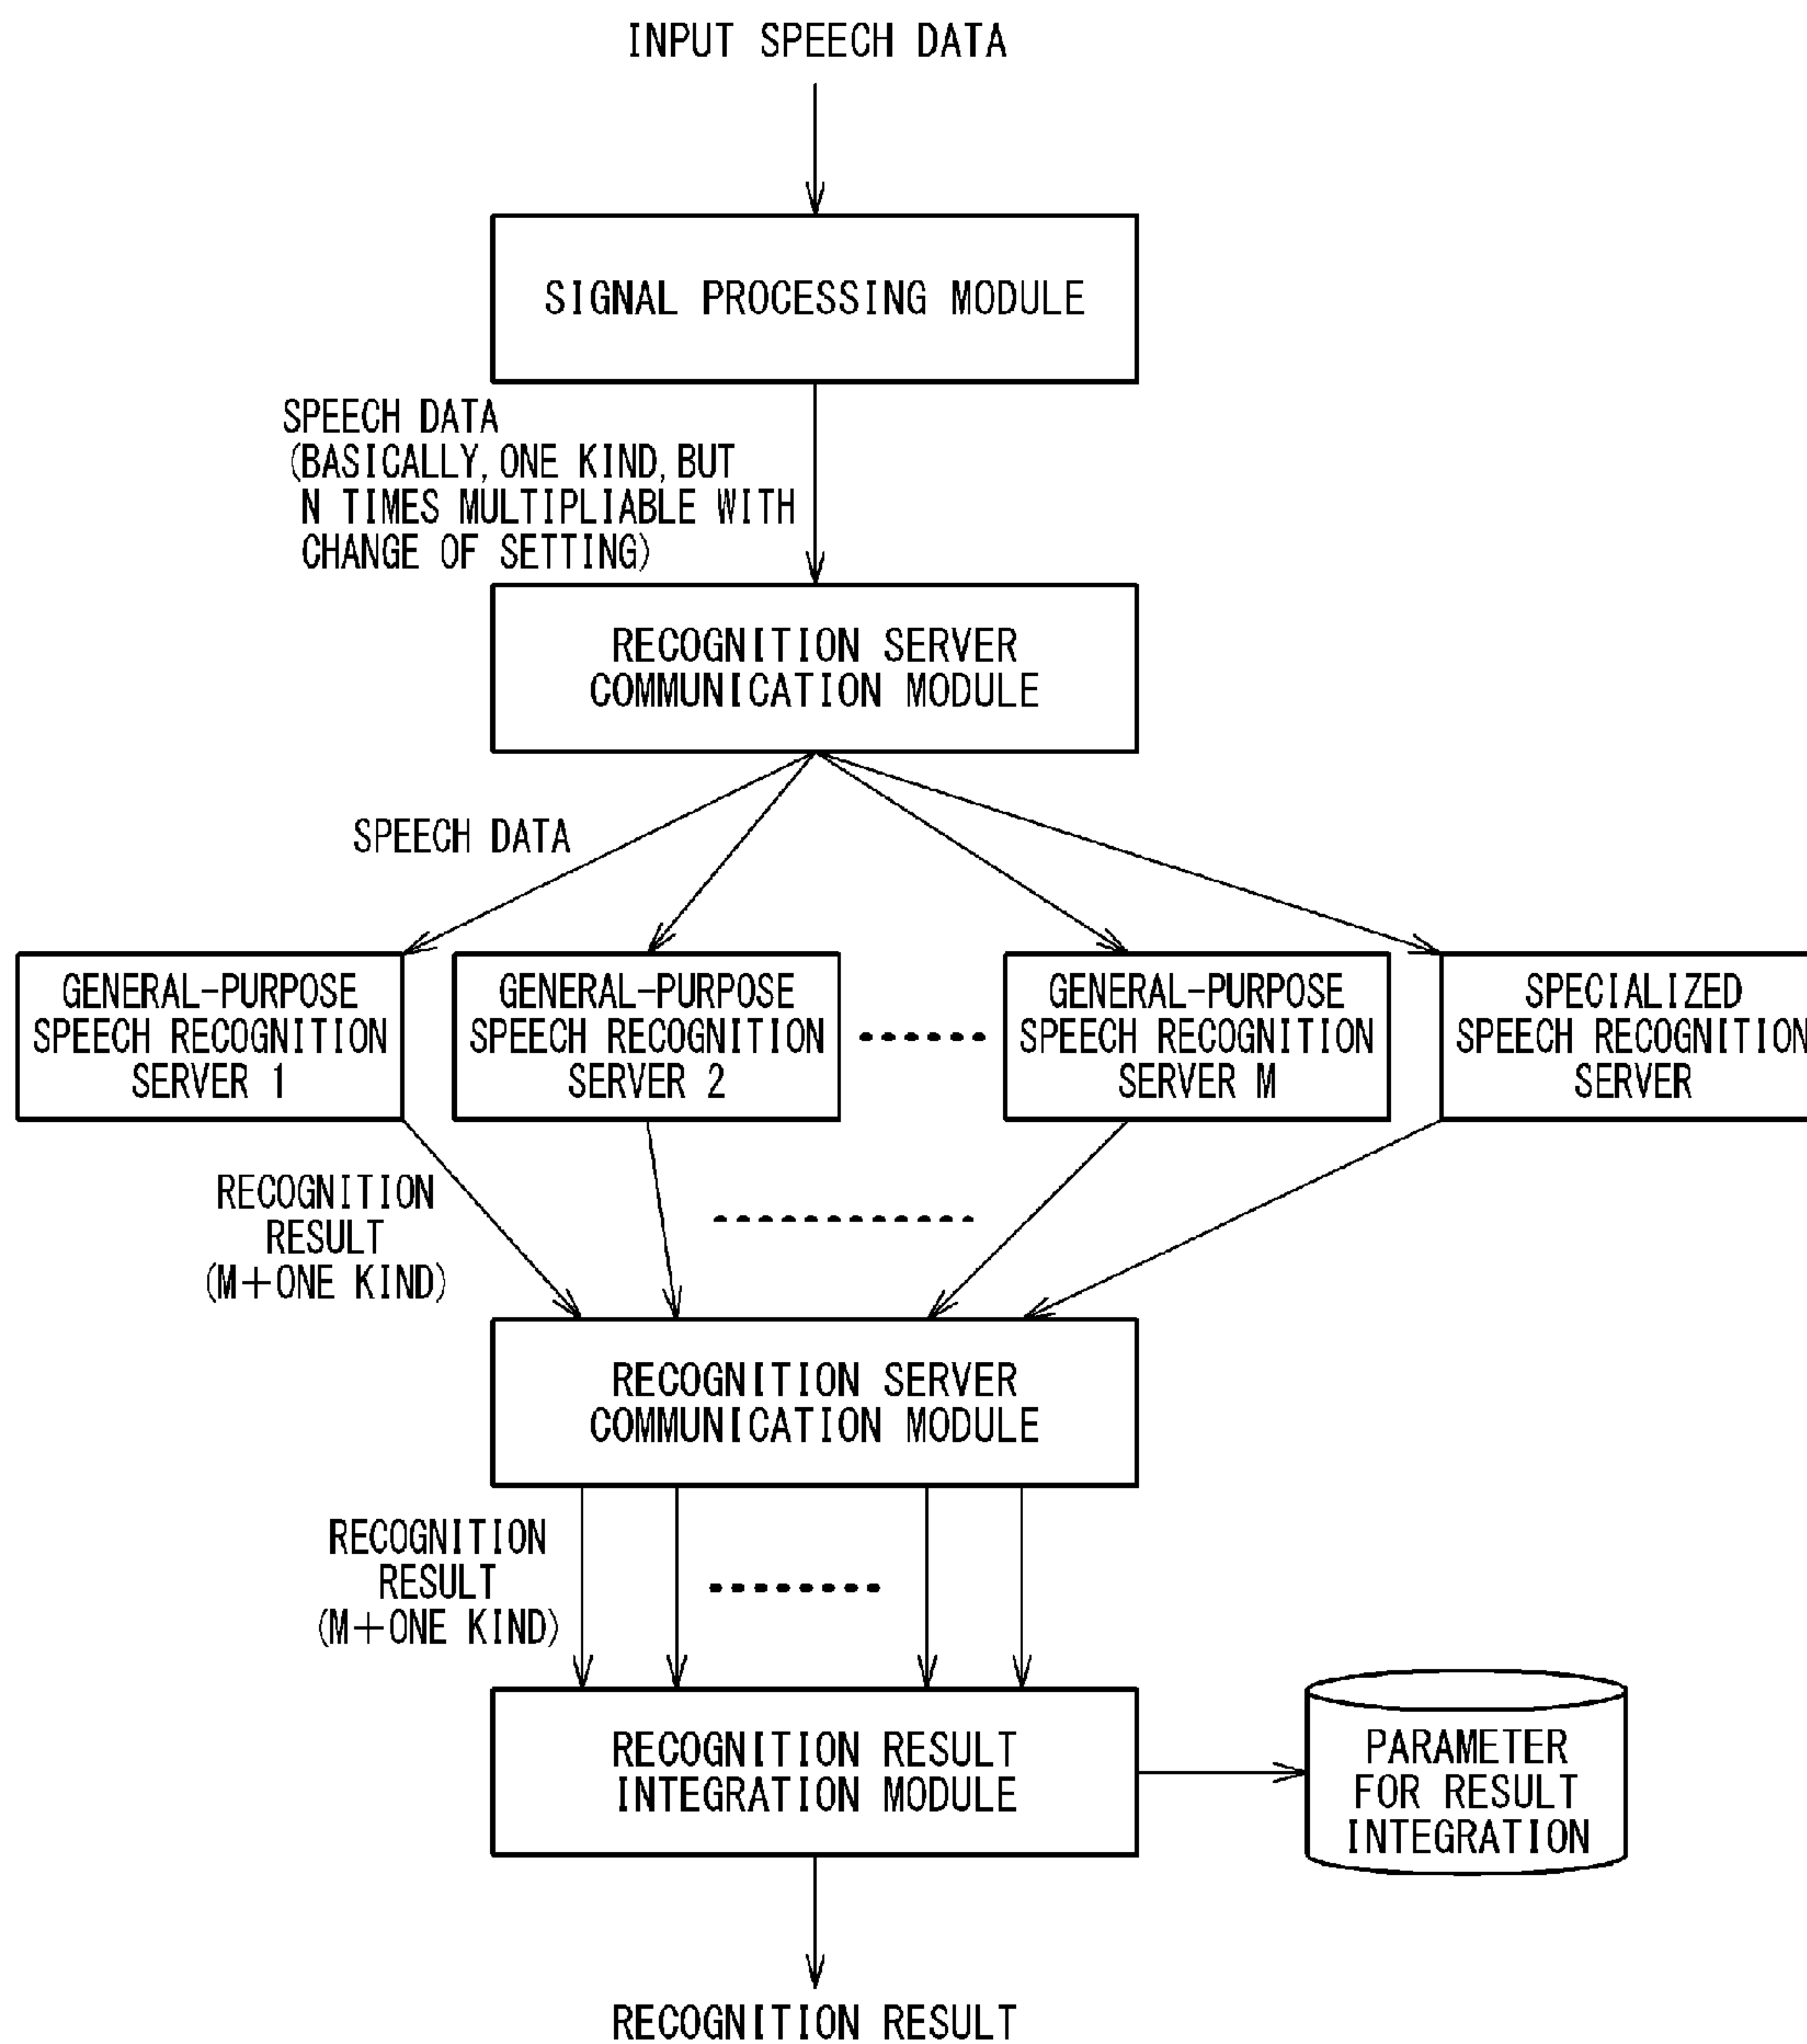 INPUT SPEECH DATA
SIGNAL PROCESSING MODULE
SPEECH DATA
(BASICALLY, ONE KIND, BUT
N TIMES MULTIPLIABLE WITH
CHANGE OF SETTING)
RECOGNITION SERVER
COMMUNICATION MODULE
SPEECH DATA
GENERAL-PURPOSE
SPEECH RECOGNITION
SERVER 1
GENERAL-PURPOSE
SPEECH RECOGNITION
SERVER 2
GENERAL-PURPOSE
SPEECH RECOGNITION
SERVER M
SPECIALIZED
SPEECH RECOGNITION
SERVER
RECOGNITION
RESULT
(M+ONE KIND)
RECOGNITION SERVER
COMMUNICATION MODULE
RECOGNITION
RESULT
(M+ONE KIND)
RECOGNITION RESULT
INTEGRATION MODULE
PARAMETER
FOR RESULT
INTEGRATION
RECOGNITION RESULT